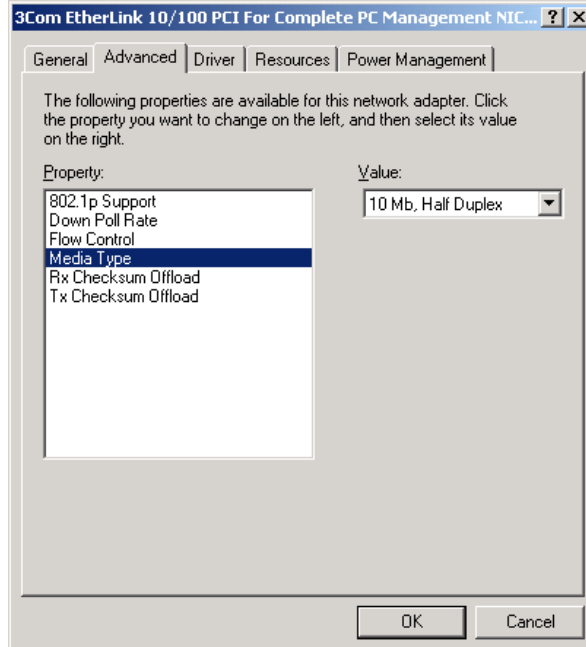 3Com EtherLink 10/100 PCI For Complete PC Management NIC...
General Advanced Driver Resources Power Management
The following properties are available for this network adapter. Click
the property you want to change on the left, and then select its value
on the right.
Property:
Value:
802.1p Support
Down Poll Rate
Flow Control
Media Type
Rx Checksum Offload
Tx Checksum Offload
10 Mb, Half Duplex
OK Cancel